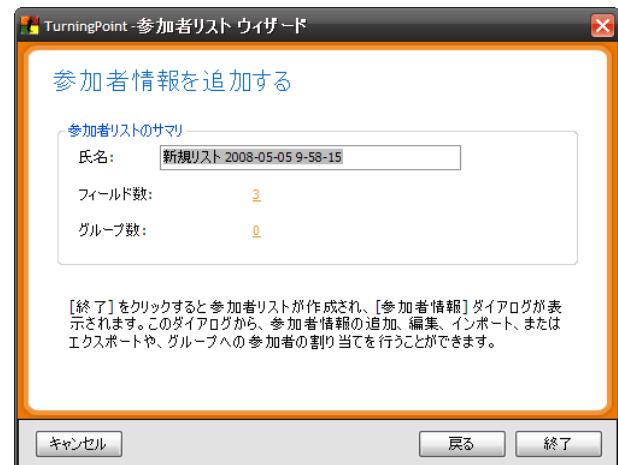 TurningPoint -参加者リスト ウィザード
参加者情報を追加する
参加者リストのサマリ
氏名: 新規リスト 2008-05-05 9-58-15
フィールド数: 3
グループ数: 0
[終了] をクリックすると参加者リストが作成され、[参加者情報] ダイアログが表
示されます。このダイアログから、参加者情報の追加、編集、インポート、または
エクスポートや、グループへの参加者の割り当てを行うことができます。
キャンセル 戻る 終了